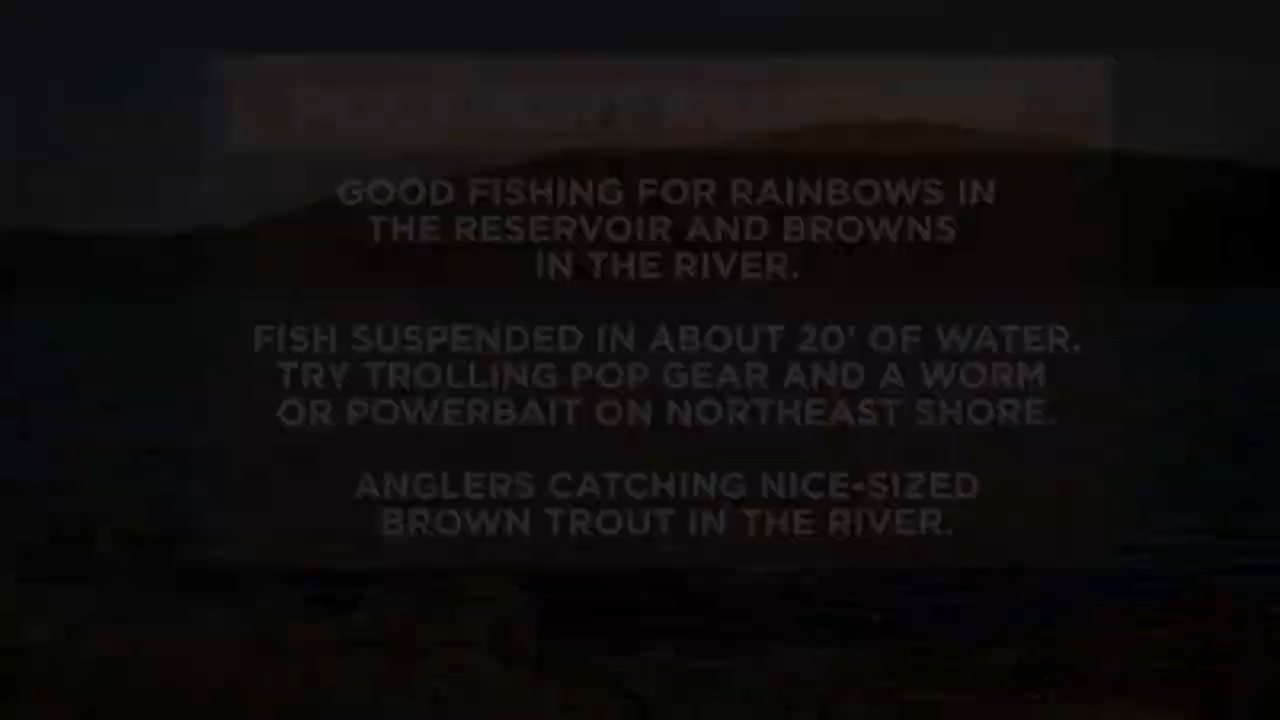 GOOD FISHING FOR RAINBOWS IN
THE RESERVOIR AND BROWNS
IN THE RIVER.
FISH SUSPENDED IN ABOUT 20' OF WATER.
TRY TROLLING POP GEAR AND A WORM
OR POWERBAIT ON NORTHEAST SHORE.
ANGLERS CATCHING NICE-SIZED
BROWN TROUT IN THE RIVER.